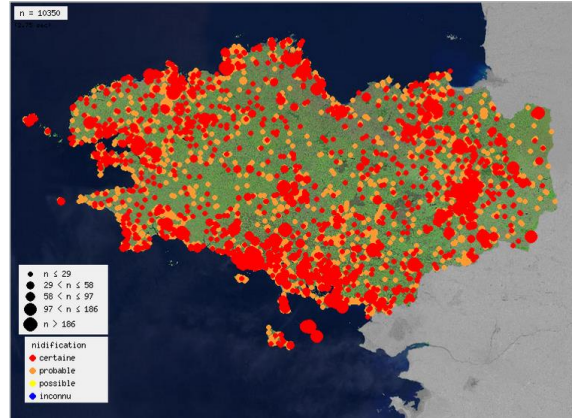 n = 10350
n ≤ 29
29 < n ≤ 58
58 < n ≤ 97
97 < n ≤ 186
n > 186
nidification
certaine
probable
possible
inconnu